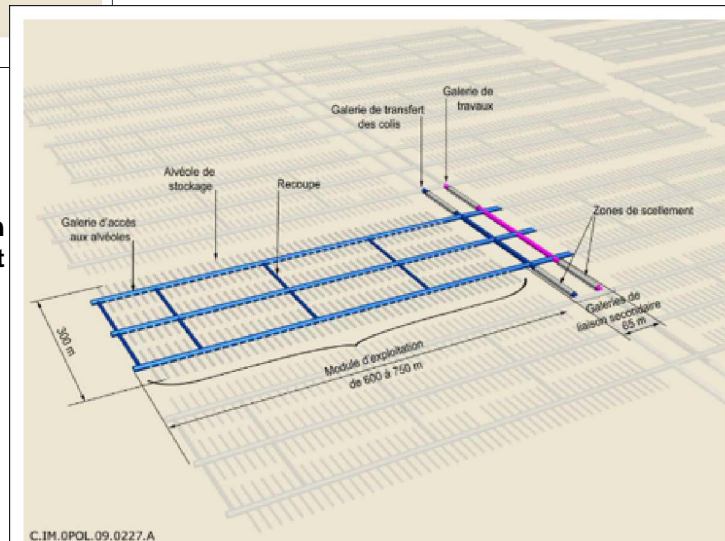 Galerie de
travaux
Galerie de transfert
des colis
Alvéole de
stockage
Recoupe
Galerie d'accès
aux alvéoles
Zones de scellement
n
t
300 m
Galeries de
liaison secondaire
65 m
Module d'exploitation
de 600 à 750 m
C.IM.0POL.09.0227.A